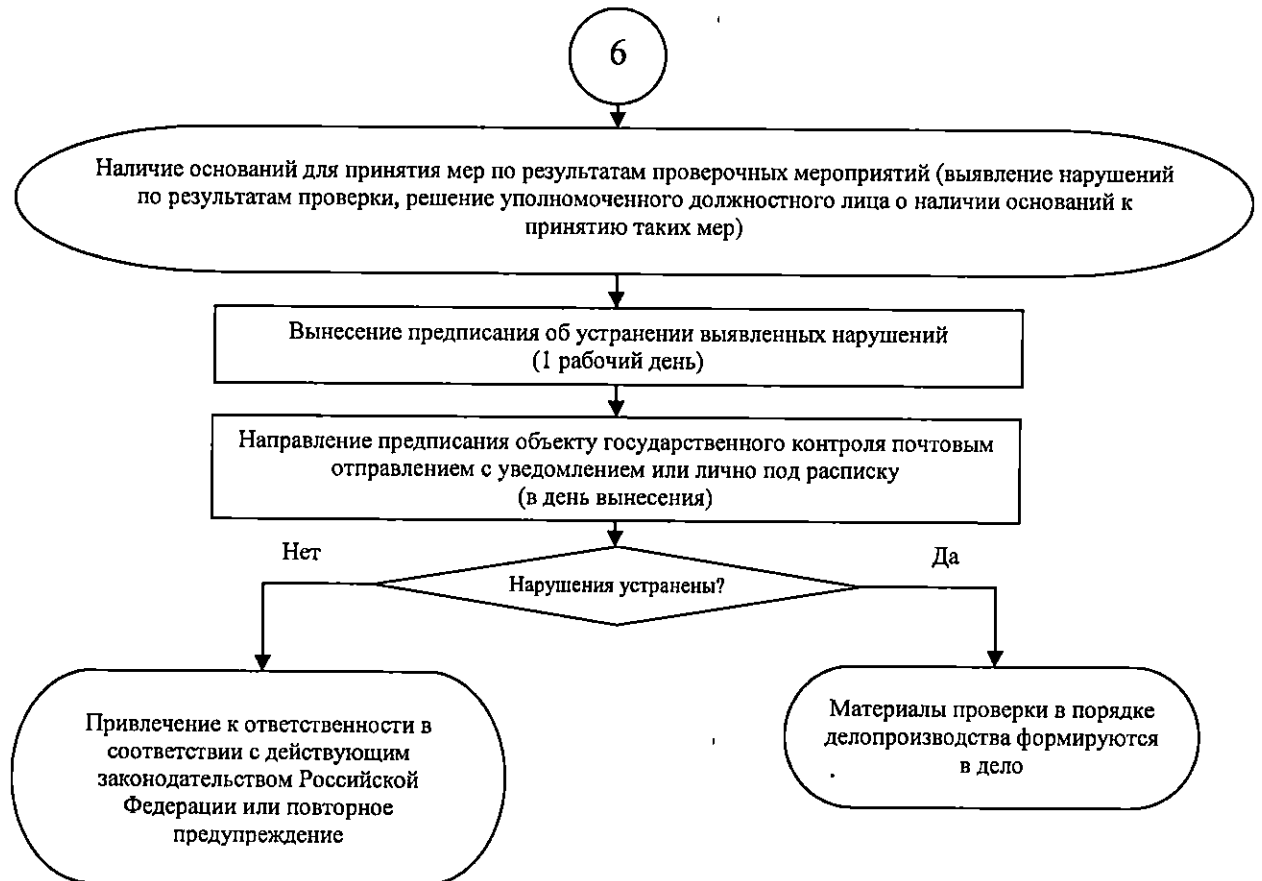 6
Наличие оснований для принятия мер по результатам проверочных мероприятий (выявление нарушений
по результатам проверки, решение уполномоченного должностного лица о наличии оснований к
принятию таких мер)
Вынесение предписания об устранении выявленных нарушений
(1 рабочий день)
Направление предписания объекту государственного контроля почтовым
отправлением с уведомлением или лично под расписку
(в день вынесения)
Нет
Да
Нарушения устранены?
Привлечение к ответственности в
соответствии с действующим
законодательством Российской
Федерации или повторное
предупреждение
Материалы проверки в порядке
делопроизводства формируются
в дело